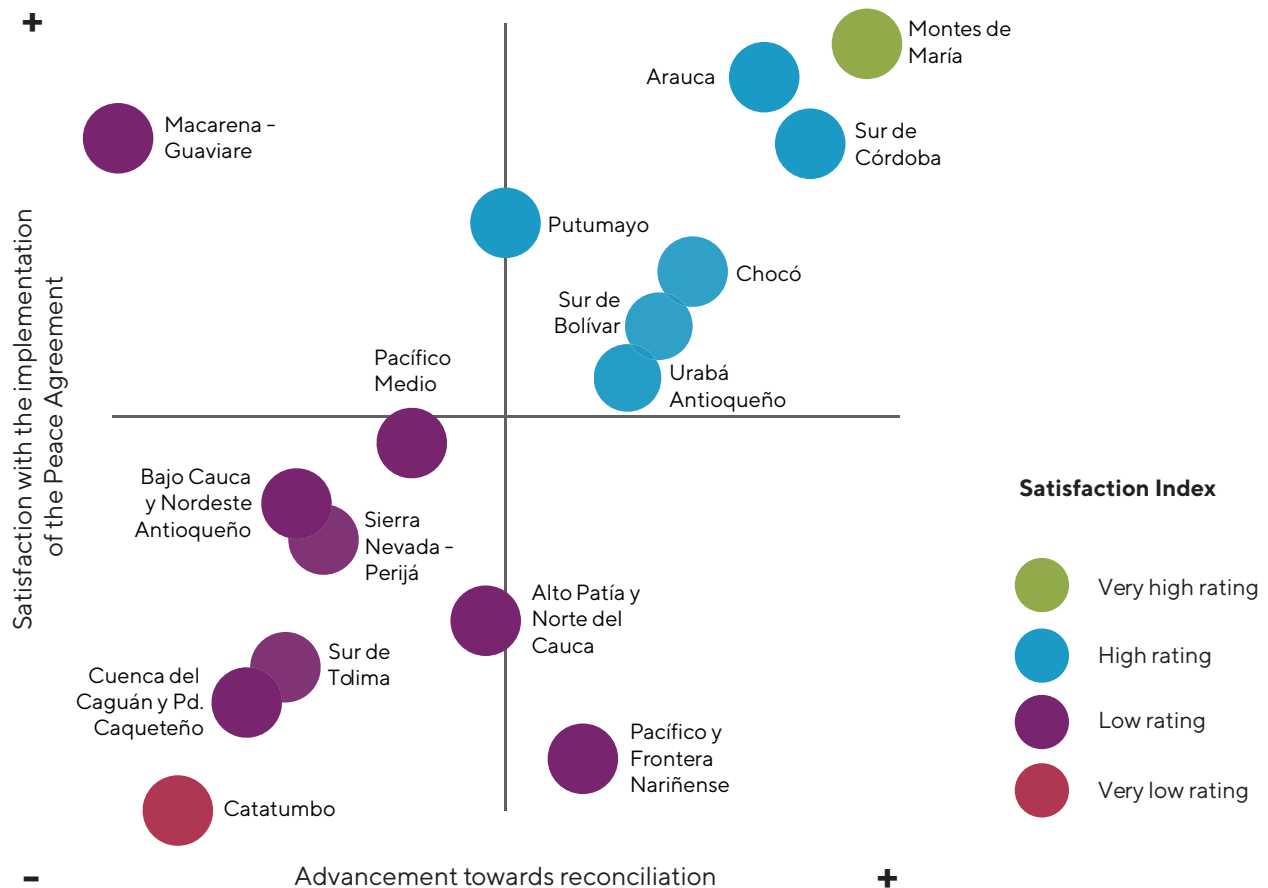 +
Montes de
María
Arauca
Macarena -
Guaviare
Sur de
Córdoba
Putumayo
Chocó
Sur de
Bolívar
Urabá
Antioqueño
Pacífico
Medio
Satisfaction with the implementation
of the Peace Agreement
Bajo Cauca
y Nordeste
Antioqueño
Sierra
Nevada -
Perijá
Alto Patía y
Norte del
Cauca
Sur de
Tolima
Cuenca del
Caguán y Pd.
Caqueteño
Pacífico y
Frontera
Nariñense
Catatumbo
Satisfaction Index
Very high rating
High rating
Low rating
Very low rating
-
Advancement towards reconciliation
+